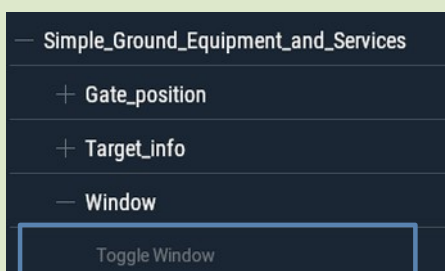 Simple_Ground_Equipment_and_Services
Gate_position
Target_info
Window
Toggle Window